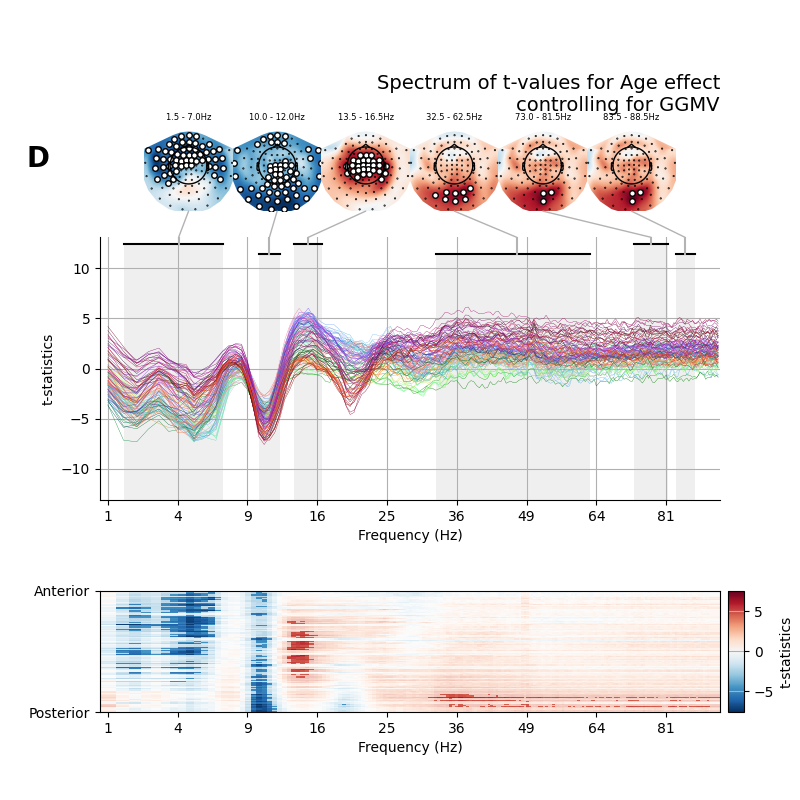 Spectrum of t-values for Age effect
controlling for GGMV
D
1.5 - 7.0Hz 10.0 - 12.0Hz 13.5 - 16.5Hz 32.5 - 62.5Hz 73.0 - 81.5Hz 83.5 - 88.5Hz
10
5
0
−5
−10
t-statistics
1 4 9 16 25 36 49 64 81
Frequency (Hz)
Anterior
Posterior
1 4 9 16 25 36 49 64 81
Frequency (Hz)
5
0
−5
t-statistics